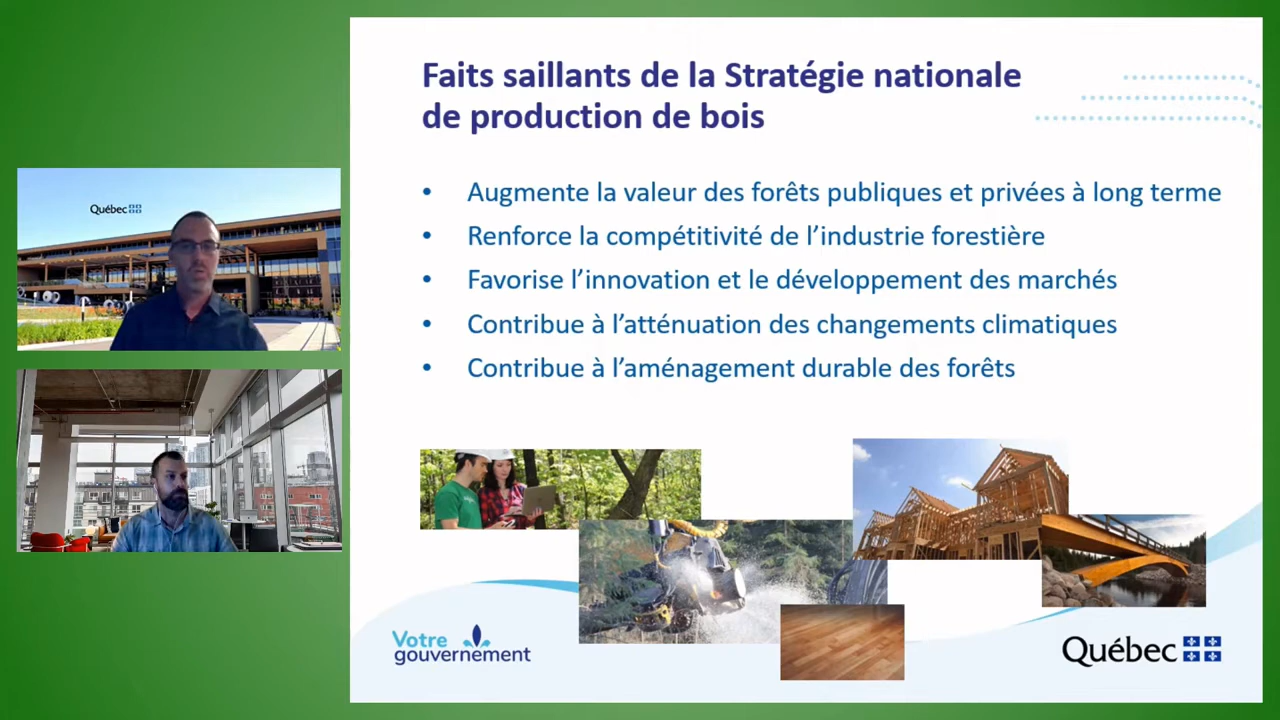 Faits saillants de la Stratégie nationale
de production de bois
• Augmente la valeur des forêts publiques et privées à long terme
• Renforce la compétitivité de l’industrie forestière
• Favorise l’innovation et le développement des marchés
• Contribue à l’atténuation des changements climatiques
• Contribue à l’aménagement durable des forêts
Québec
Votre
gouvernement
Québec